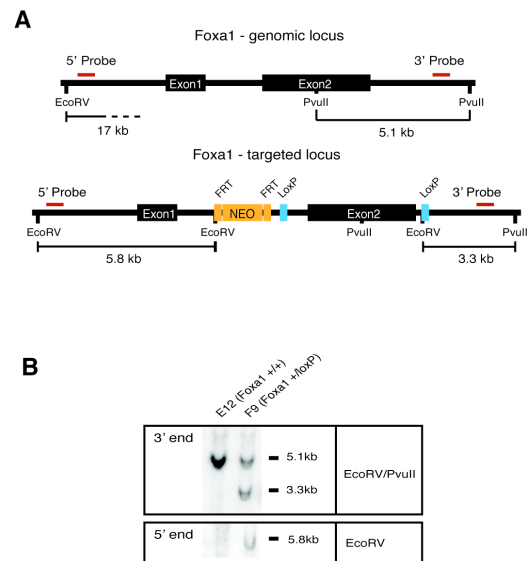 A
Foxa1 - genomic locus
5' Probe
3' Probe
Exon1
Exon2
EcoRV
PvuII
PvuII
17 kb
5.1 kb
Foxa1 - targeted locus
5' Probe
FRT
FRT
LoxP
LoxP
3' Probe
Exon1
NEO
Exon2
EcoRV
EcoRV
PvuII
EcoRV
PvuII
5.8 kb
3.3 kb
B
E12 (Foxa1 +/+)
F9 (Foxa1 +/loxP)
3' end
5.1kb
3.3kb
EcoRV/PvuII
5' end
5.8kb
EcoRV